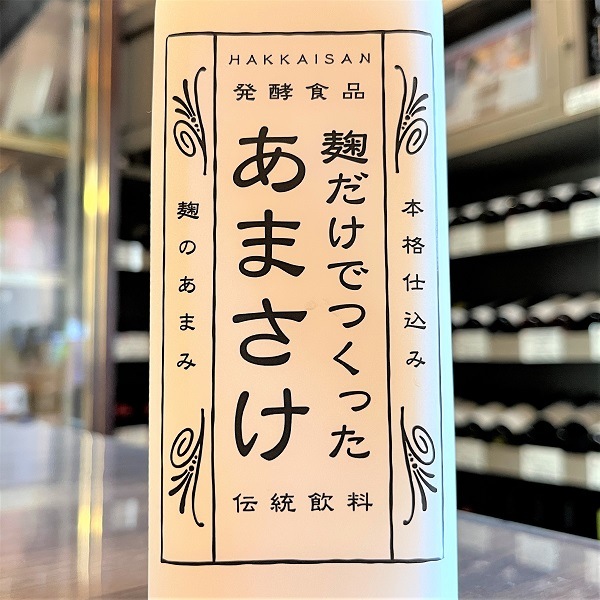 HAKKAISAN
発酵食品
本格仕込み
麹だけでつくった
あまさけ
麹のあまみ
伝統飲料